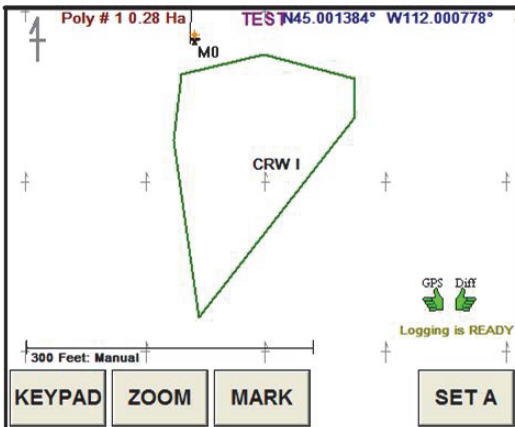 Poly # 1 0.28 Ha TEST N45.001384° W112.000778°
M0
CRW I
GPS Diff
Logging is READY
300 Feet: Manual
KEYPAD ZOOM MARK SET A